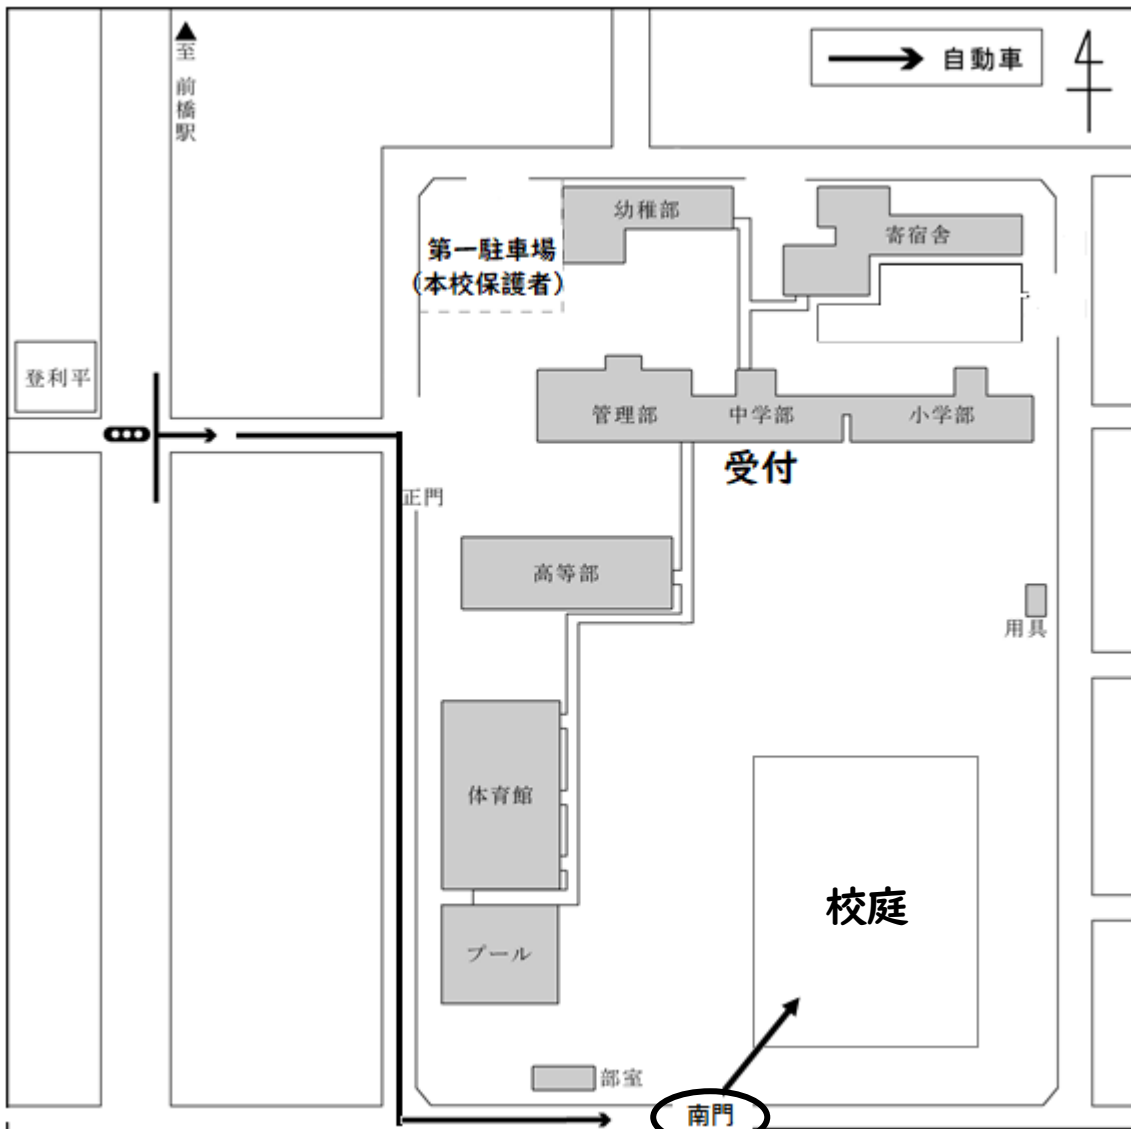 至 前橋駅
自動車
幼稚部
寄宿舎
第一駐車場
(本校保護者)
登利平
管理部
中学部
小学部
受付
正門
高等部
用具
体育館
校庭
プール
部室
南門